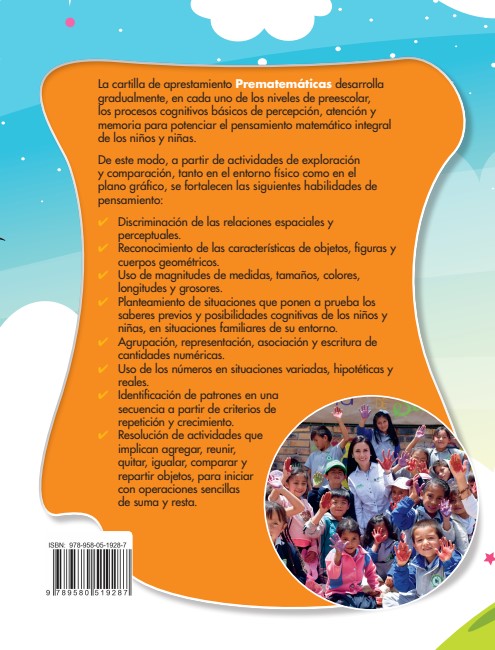 La cartilla de aprestamiento Prematemáticas desarrolla
gradualmente, en cada uno de los niveles de preescolar,
los procesos cognitivos básicos de percepción, atención y
memoria para potenciar el pensamiento matemático integral
de los niños y niñas.
De este modo, a partir de actividades de exploración
y comparación, tanto en el entorno físico como en el
plano gráfico, se fortalecen las siguientes habilidades de
pensamiento:
✔ Discriminación de las relaciones espaciales y
perceptuales.
✔ Reconocimiento de las características de objetos, figuras y
cuerpos geométricos.
✔ Uso de magnitudes de medidas, tamaños, colores,
longitudes y grosores.
✔ Planteamiento de situaciones que ponen a prueba los
saberes previos y posibilidades cognitivas de los niños y
niñas, en situaciones familiares de su entorno.
✔ Agrupación, representación, asociación y escritura de
cantidades numéricas.
✔ Uso de los números en situaciones variadas, hipotéticas y
reales.
✔ Identificación de patrones en una
secuencia a partir de criterios de
repetición y crecimiento.
✔ Resolución de actividades que
implican agregar, reunir,
quitar, igualar, comparar y
repartir objetos, para iniciar
con operaciones sencillas
de suma y resta.
ISBN: 978-958-05-1928-7
9 789580 519287